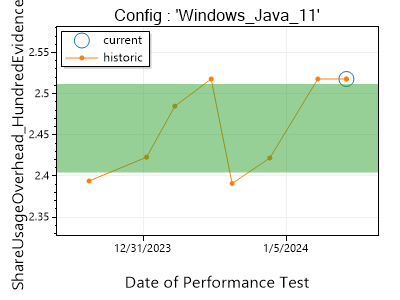 Config : 'Windows_Java_11'
current
historic
2.55
2.5
2.45
2.4
2.35
12/31/2023
1/5/2024
ShareUsageOverhead_HundredEvidence
Date of Performance Test